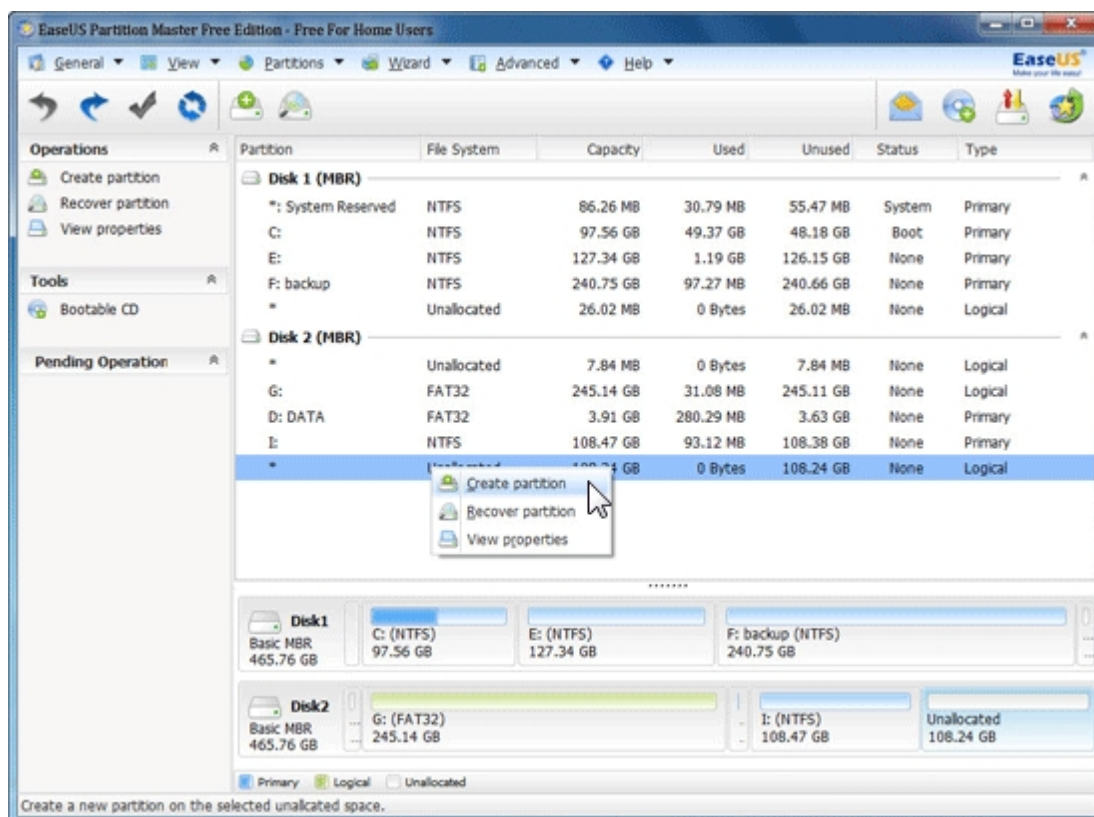 EaseUS Partition Master Free Edition - Free For Home Users
General View Partitions Wizard Advanced Help EaseUS
Make your life easy!
Operations Partition File System Capacity Used Unused Status Type
Create partition Disk 1 (MBR)
Recover partition *: System Reserved NTFS 86.26 MB 30.79 MB 55.47 MB System Primary
View properties C: NTFS 97.56 GB 49.37 GB 48.18 GB Boot Primary
E: NTFS 127.34 GB 1.19 GB 126.15 GB None Primary
Tools F: backup NTFS 240.75 GB 97.27 MB 240.66 GB None Primary
Bootable CD * Unallocated 26.02 MB 0 Bytes 26.02 MB None Logical
Disk 2 (MBR)
Pending Operation * Unallocated 7.84 MB 0 Bytes 7.84 MB None Logical
G: FAT32 245.14 GB 31.08 MB 245.11 GB None Logical
D: DATA FAT32 3.91 GB 280.29 MB 3.63 GB None Primary
I: NTFS 108.47 GB 93.12 MB 108.38 GB None Primary
* Unallocated 108.24 GB 0 Bytes 108.24 GB None Logical
Create partition
Recover partition
View properties
Disk1
Basic MBR
465.76 GB
C: (NTFS)
97.56 GB
E: (NTFS)
127.34 GB
F: backup (NTFS)
240.75 GB
Disk2
Basic MBR
465.76 GB
G: (FAT32)
245.14 GB
I: (NTFS)
108.47 GB
Unallocated
108.24 GB
Primary Logical Unallocated
Create a new partition on the selected unallcated space.